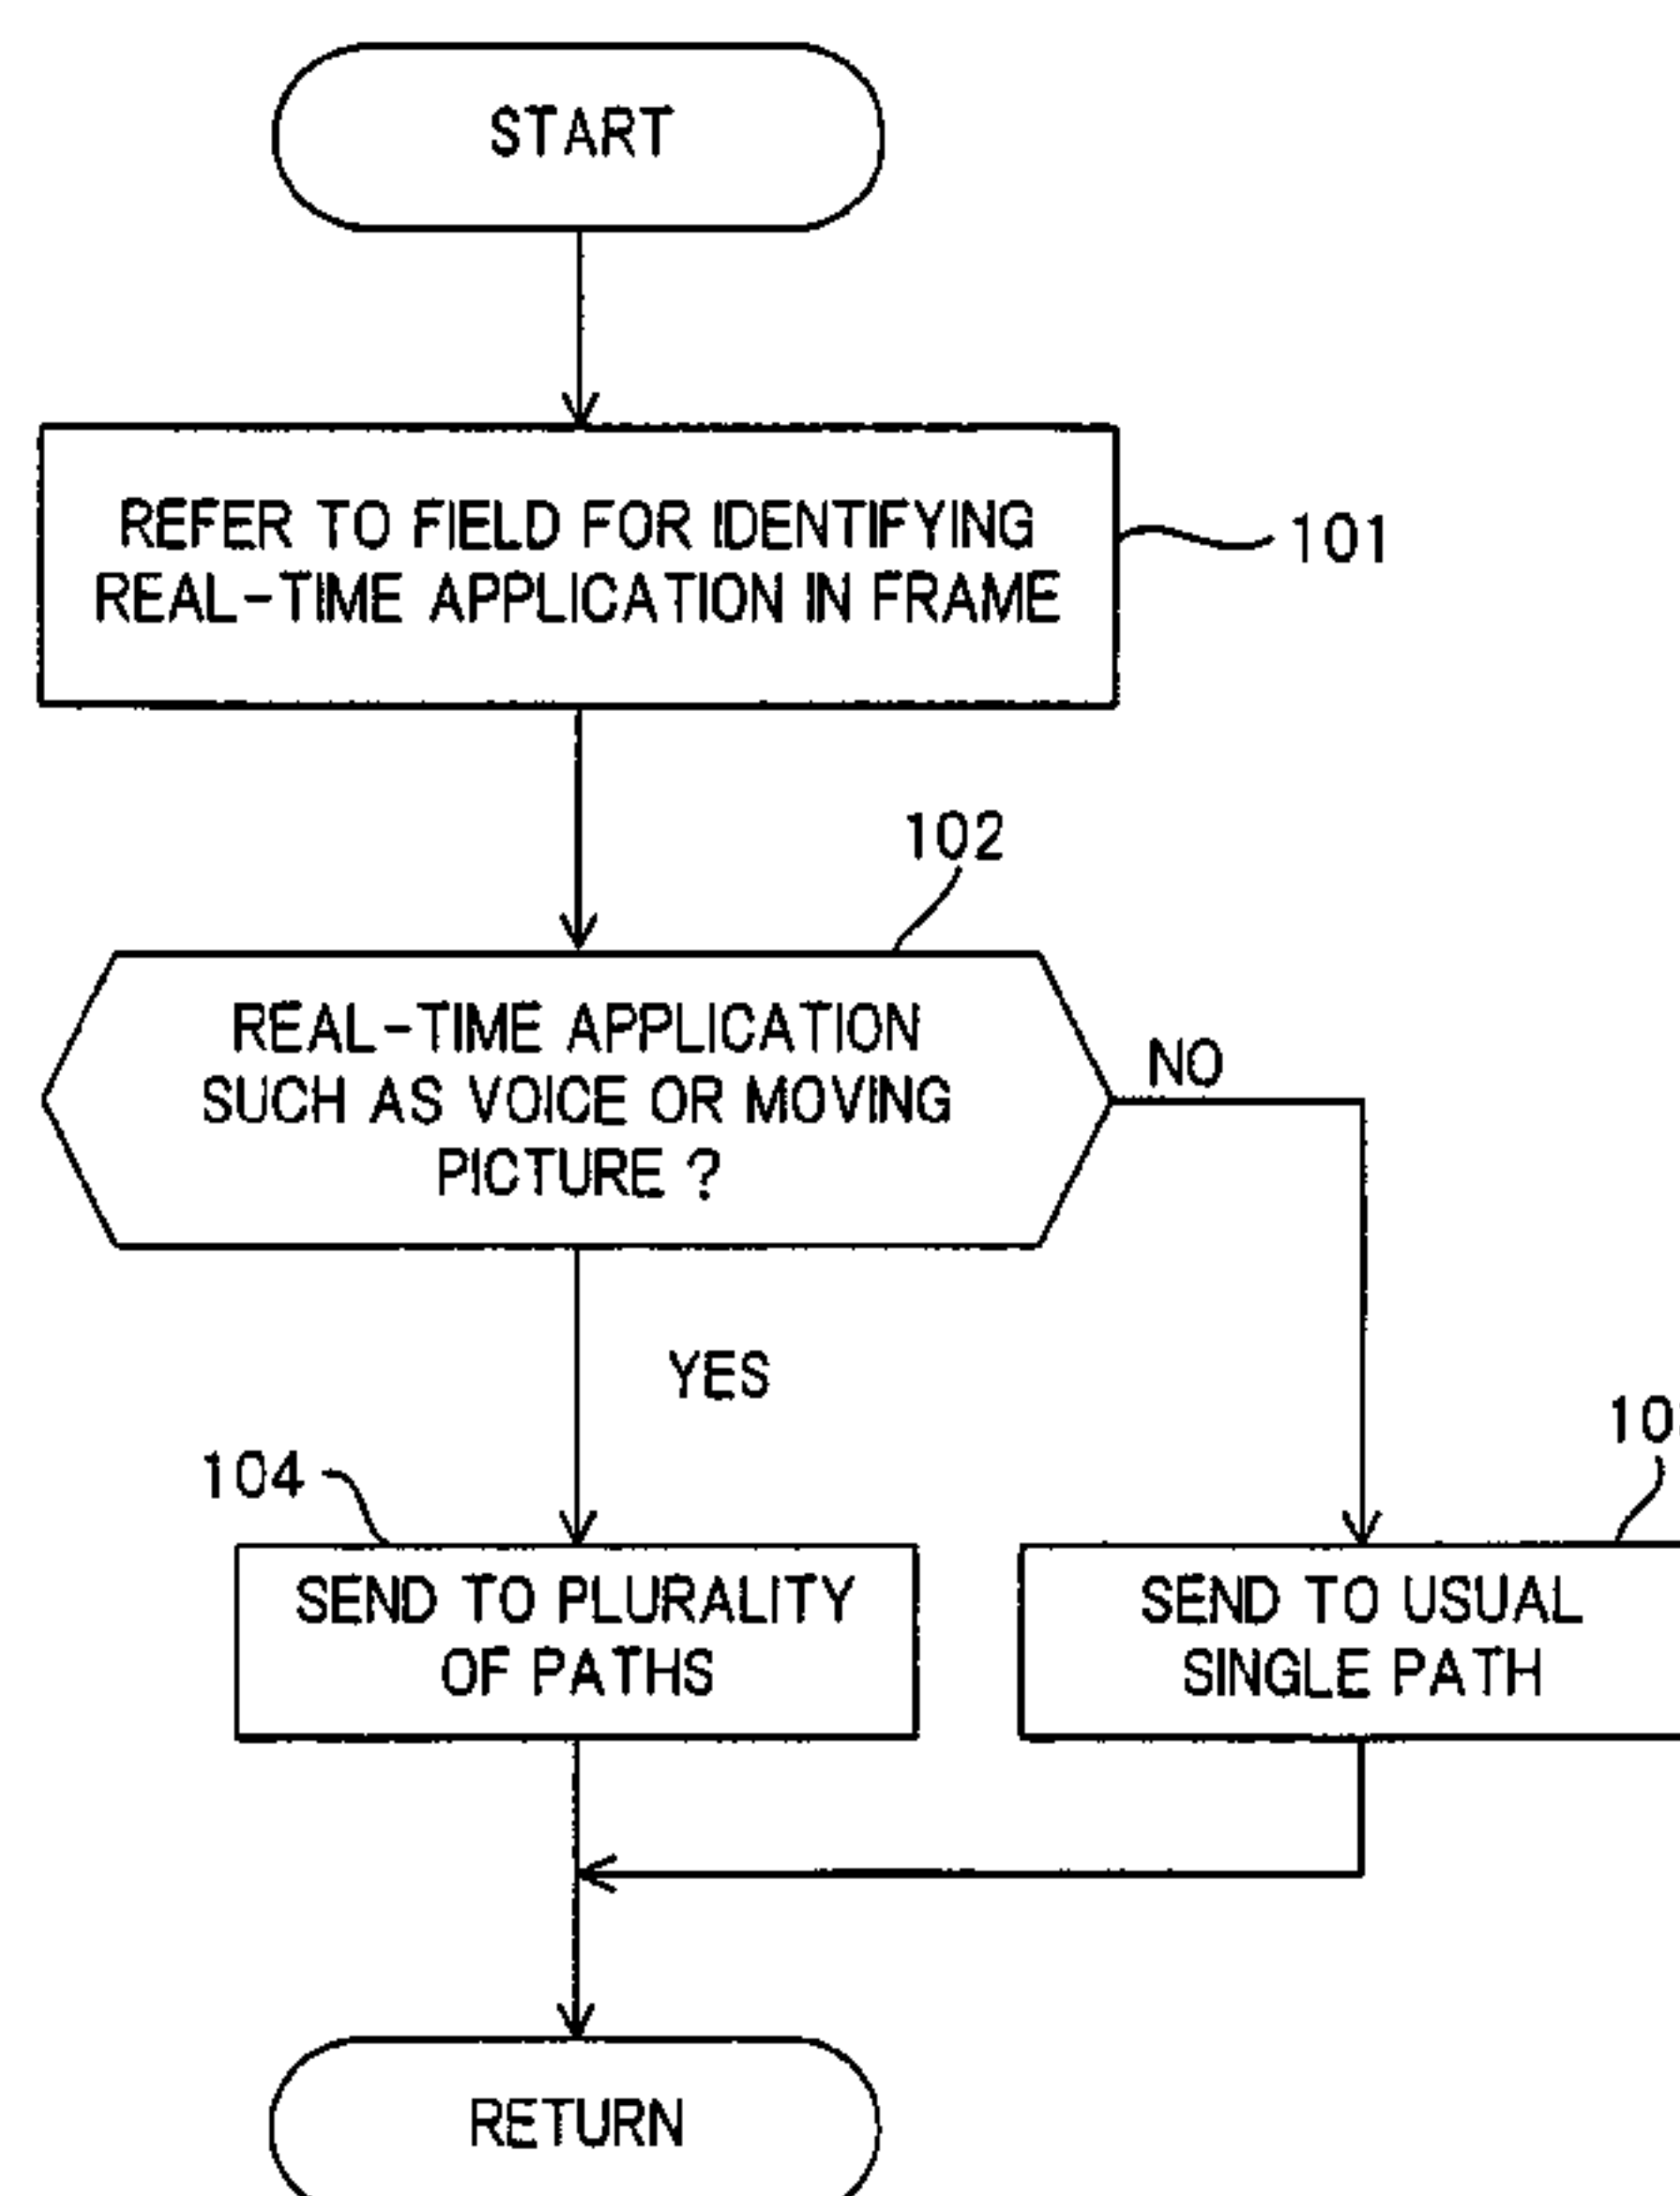 START
REFER TO FIELD FOR IDENTIFYING
REAL-TIME APPLICATION IN FRAME
101
102
REAL-TIME APPLICATION
SUCH AS VOICE OR MOVING
PICTURE ?
NO
YES
104
SEND TO PLURALITY
OF PATHS
SEND TO USUAL
SINGLE PATH
RETURN